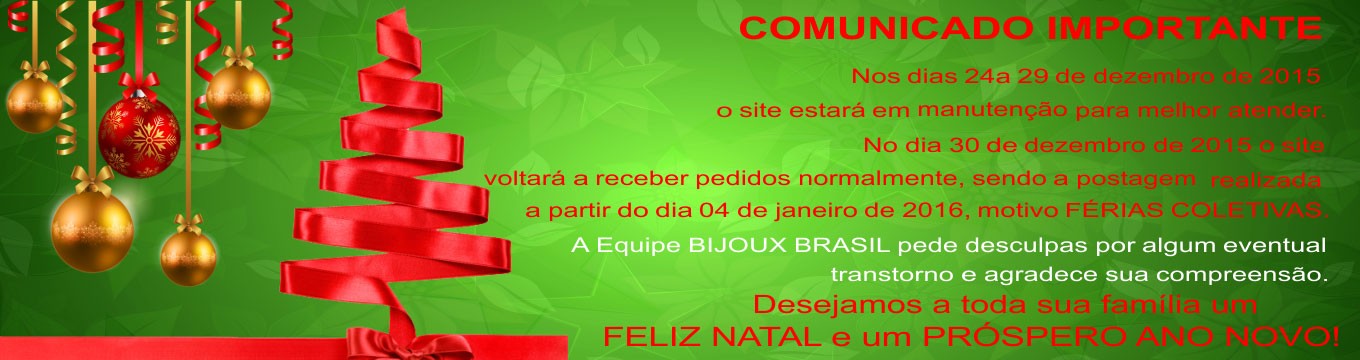 COMUNICADO IMPORTANTE
Nos dias 24a 29 de dezembro de 2015
o site estará em manutenção para melhor atender.
No dia 30 de dezembro de 2015 o site
voltará a receber pedidos normalmente, sendo a postagem realizada
a partir do dia 04 de janeiro de 2016, motivo FÉRIAS COLETIVAS.
A Equipe BIJOUX BRASIL pede desculpas por algum eventual
transtorno e agradece sua compreensão.
Desejamos a toda sua família um
FELIZ NATAL e um PRÓSPERO ANO NOVO!